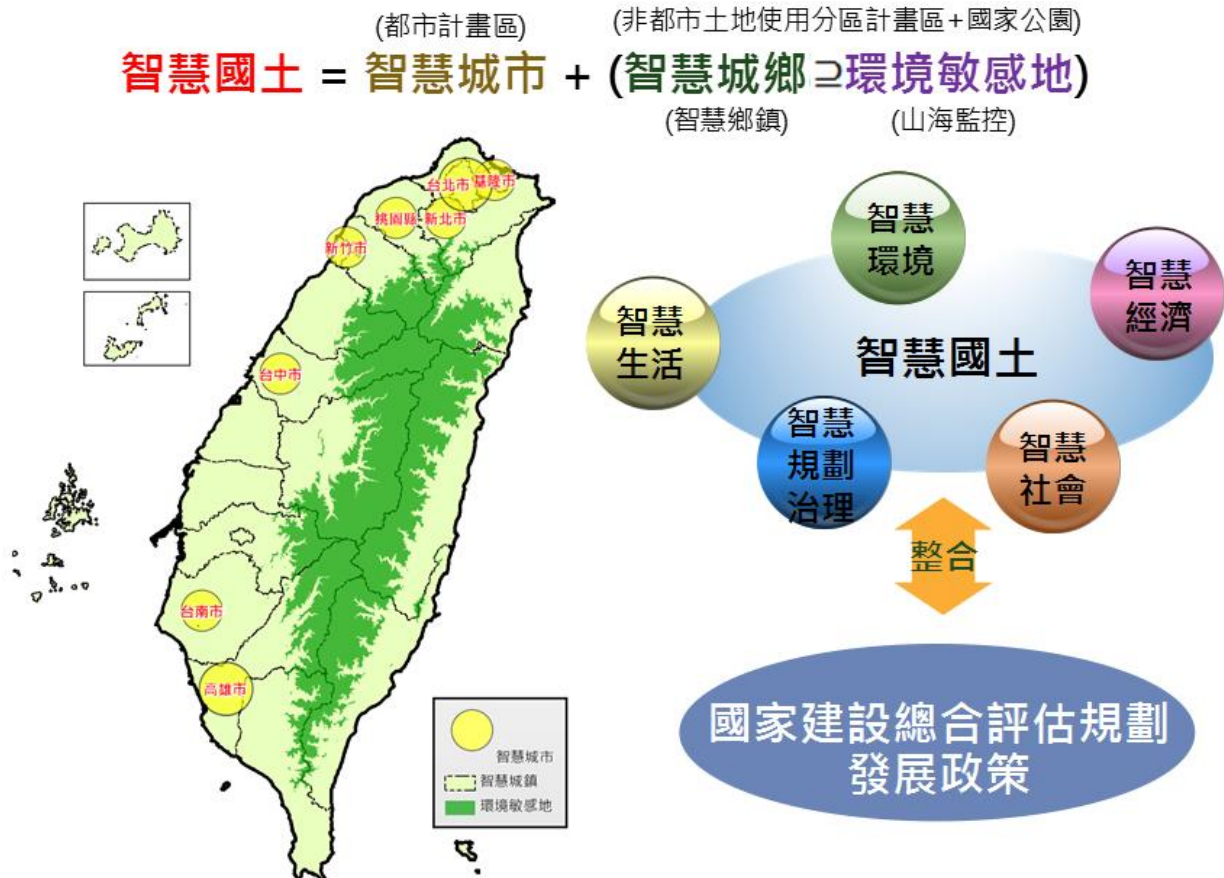 (都市計畫區)
(非都市土地使用分區計畫區+國家公園)
智慧國土 = 智慧城市 + (智慧城鄉⊇環境敏感地)
(智慧鄉鎮)
(山海監控)
台北市
基隆市
桃園縣
新北市
新竹市
台中市
台南市
高雄市
智慧城市
智慧城鎮
環境敏感地
智慧
環境
智慧
經濟
智慧
生活
智慧國土
智慧
規劃
治理
智慧
社會
整合
國家建設總合評估規劃
發展政策